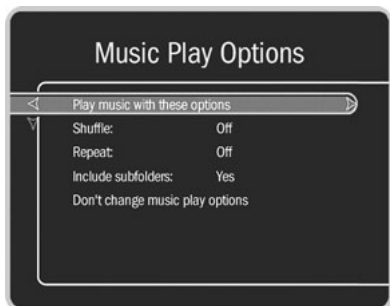 Music Play Options
Play music with these options
Shuffle: Off
Repeat: Off
Include subfolders: Yes
Don't change music play options